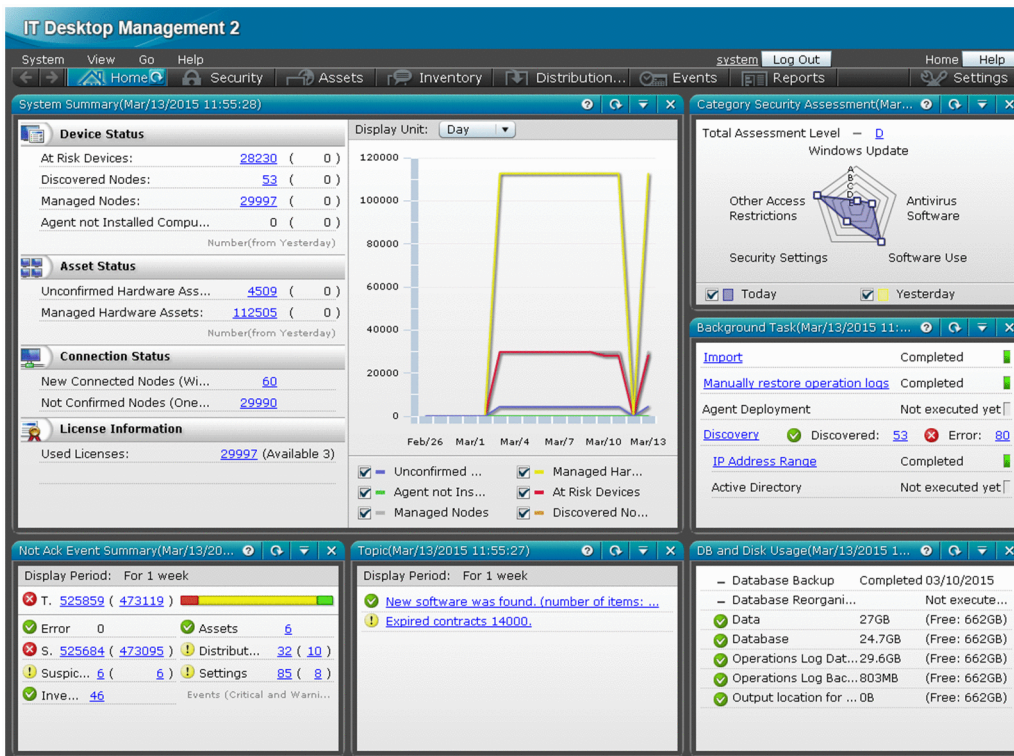 IT Desktop Management 2
System View Go Help system Log Out Home Help
Home Security Assets Inventory Distribution... Events Reports Settings
System Summary(Mar/13/2015 11:55:28)
Device Status
At Risk Devices: 28230 ( 0 )
Discovered Nodes: 53 ( 0 )
Managed Nodes: 29997 ( 0 )
Agent not Installed Compu... 0 ( 0 )
Number(from Yesterday)
Asset Status
Unconfirmed Hardware Ass... 4509 ( 0 )
Managed Hardware Assets: 112505 ( 0 )
Number(from Yesterday)
Connection Status
New Connected Nodes (Wi... 60
Not Confirmed Nodes (One... 29990
License Information
Used Licenses: 29997 (Available 3)
Display Unit: Day
120000
100000
80000
60000
40000
20000
0
Feb/26 Mar/1 Mar/4 Mar/7 Mar/10 Mar/13
Unconfirmed ... Managed Har...
Agent not Ins... At Risk Devices
Managed Nodes Discovered No...
Category Security Assessment(Mar...
Total Assessment Level — D
Windows Update
A
B
C
D
Other Access Restrictions
Antivirus Software
Security Settings Software Use
Today Yesterday
Background Task(Mar/13/2015 11:...
Import Completed
Manually restore operation logs Completed
Agent Deployment Not executed yet
Discovery Discovered: 53 Error: 80
IP Address Range Completed
Active Directory Not executed yet
Not Ack Event Summary(Mar/13/20...
Display Period: For 1 week
T. 525859 ( 473119 )
Error 0 Assets 6
S. 525684 ( 473095 ) Distribut... 32 ( 10 )
Suspic... 6 ( 6 ) Settings 85 ( 8 )
Inve... 46 Events (Critical and Warni...
Topic(Mar/13/2015 11:55:27)
Display Period: For 1 week
New software was found. (number of items: ...
Expired contracts 14000.
DB and Disk Usage(Mar/13/2015 1...
– Database Backup Completed 03/10/2015
– Database Reorgani... Not execute...
Data 27GB (Free: 662GB)
Database 24.7GB (Free: 662GB)
Operations Log Dat... 29.6GB (Free: 662GB)
Operations Log Bac... 803MB (Free: 662GB)
Output location for ... 0B (Free: 662GB)